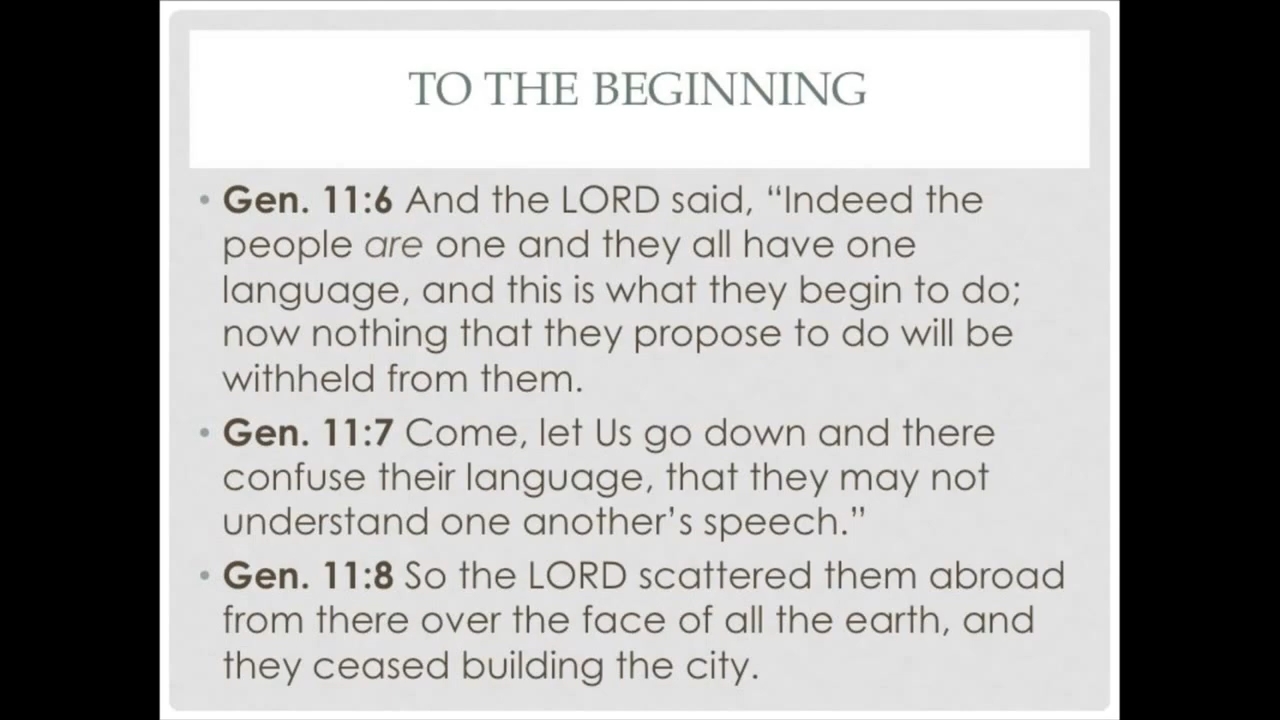 TO THE BEGINNING
• Gen. 11:6 And the LORD said, “Indeed the
people are one and they all have one
language, and this is what they begin to do;
now nothing that they propose to do will be
withheld from them.
• Gen. 11:7 Come, let Us go down and there
confuse their language, that they may not
understand one another’s speech.”
• Gen. 11:8 So the LORD scattered them abroad
from there over the face of all the earth, and
they ceased building the city.